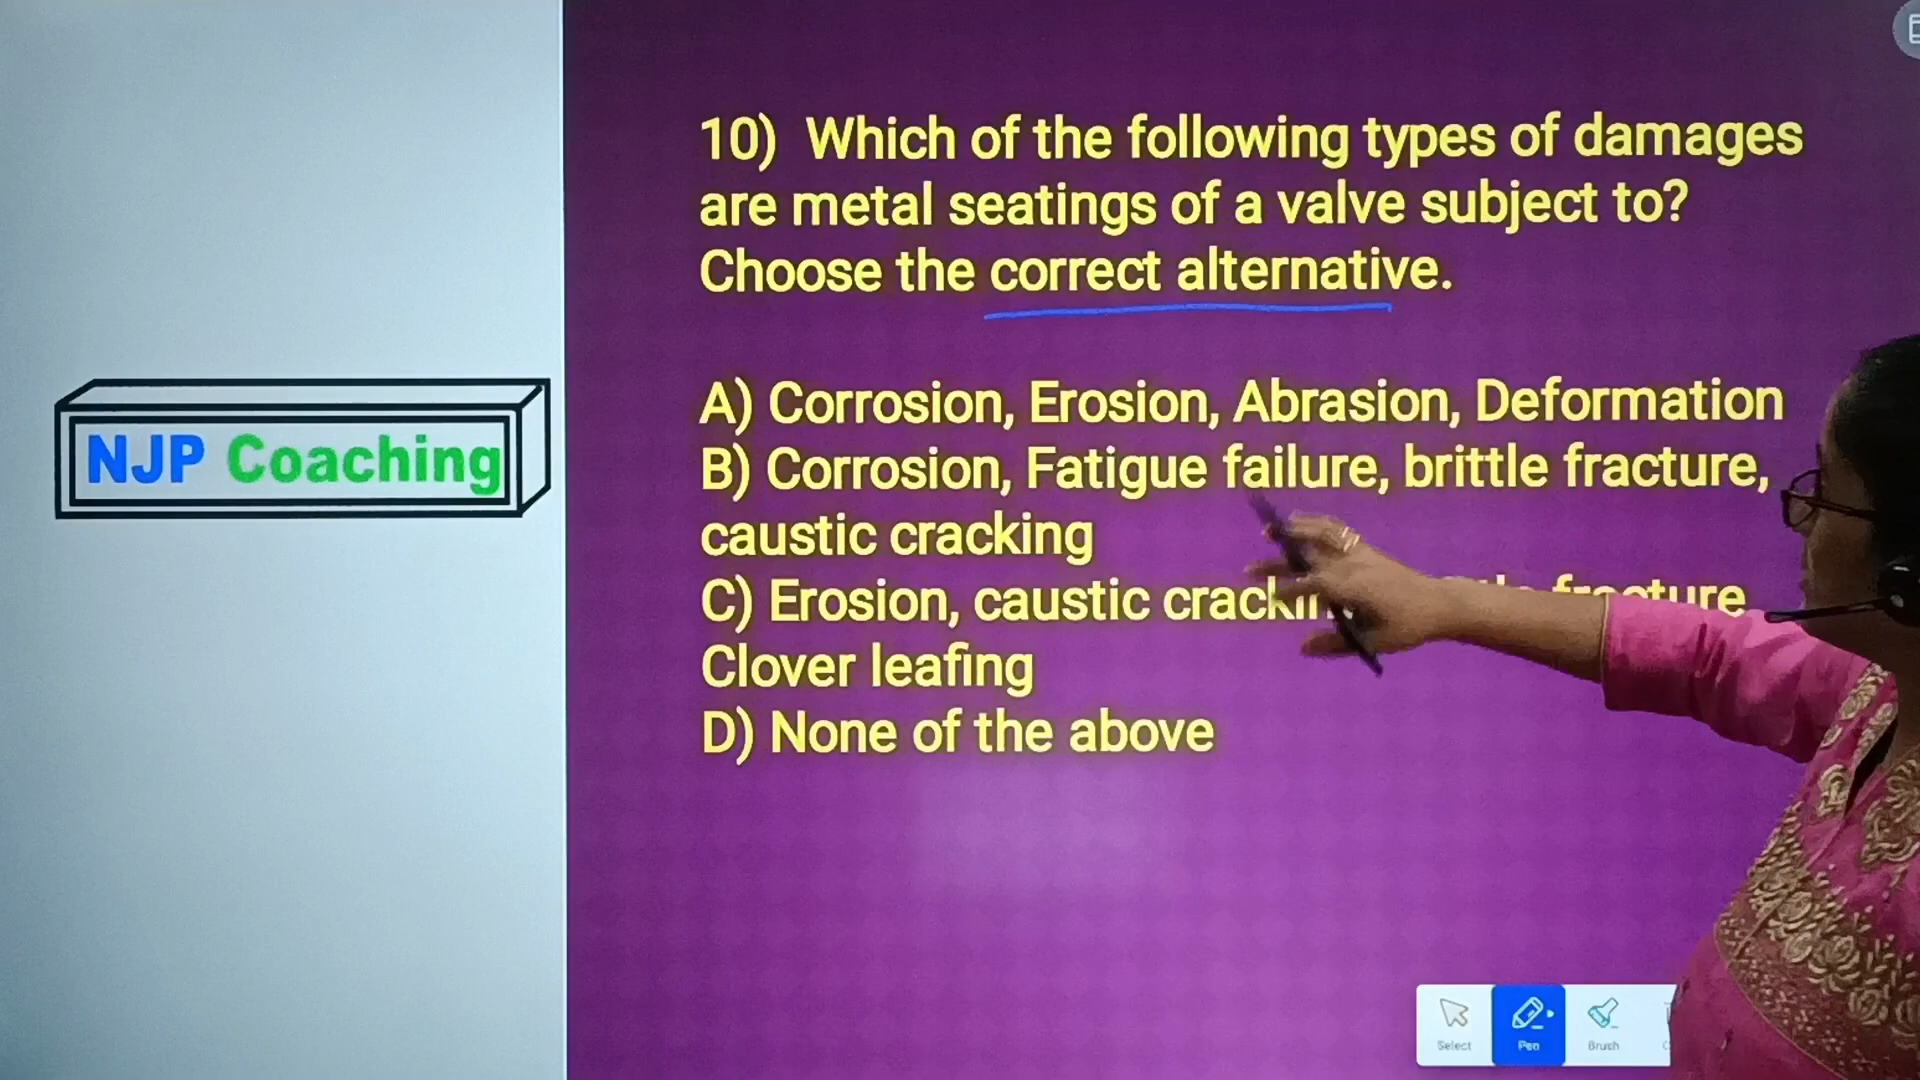 NJP Coaching
10) Which of the following types of damages
are metal seatings of a valve subject to?
Choose the correct alternative.
A) Corrosion, Erosion, Abrasion, Deformation
B) Corrosion, Fatigue failure, brittle fracture,
caustic cracking
C) Erosion, caustic fracture
Clover leafing
D) None of the above
Select
Pen
Brush